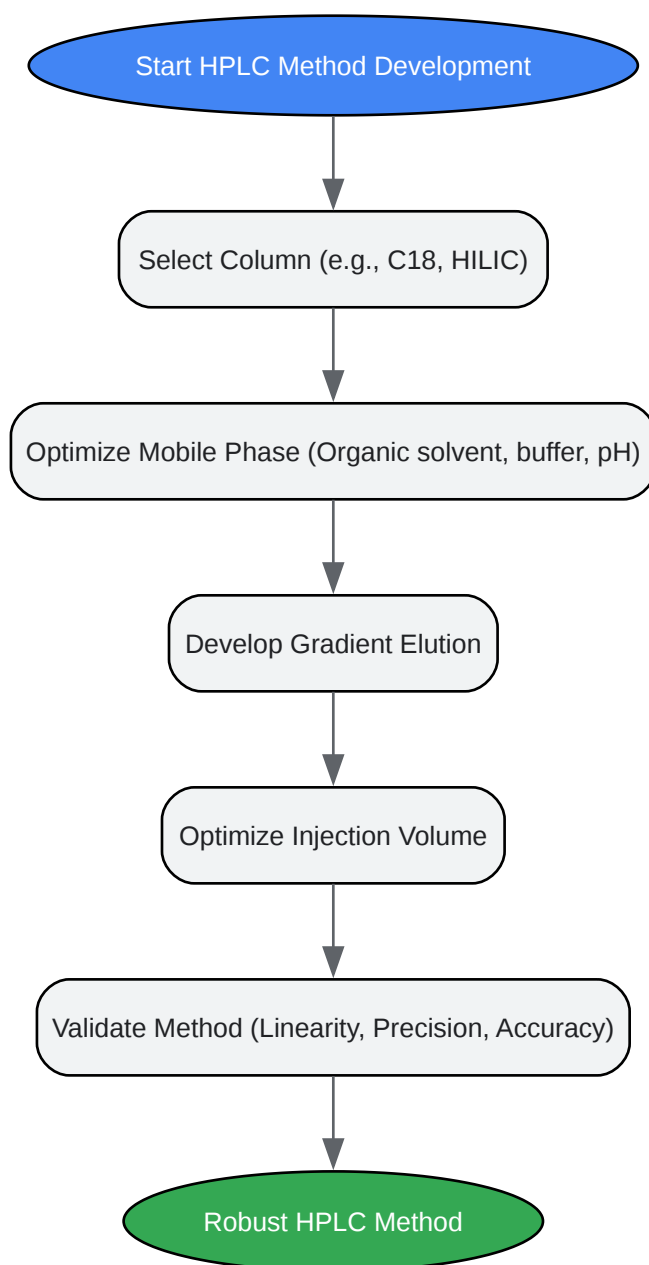 Start HPLC Method Development
Select Column (e.g., C18, HILIC)
Optimize Mobile Phase (Organic solvent, buffer, pH)
Develop Gradient Elution
Optimize Injection Volume
Validate Method (Linearity, Precision, Accuracy)
Robust HPLC Method